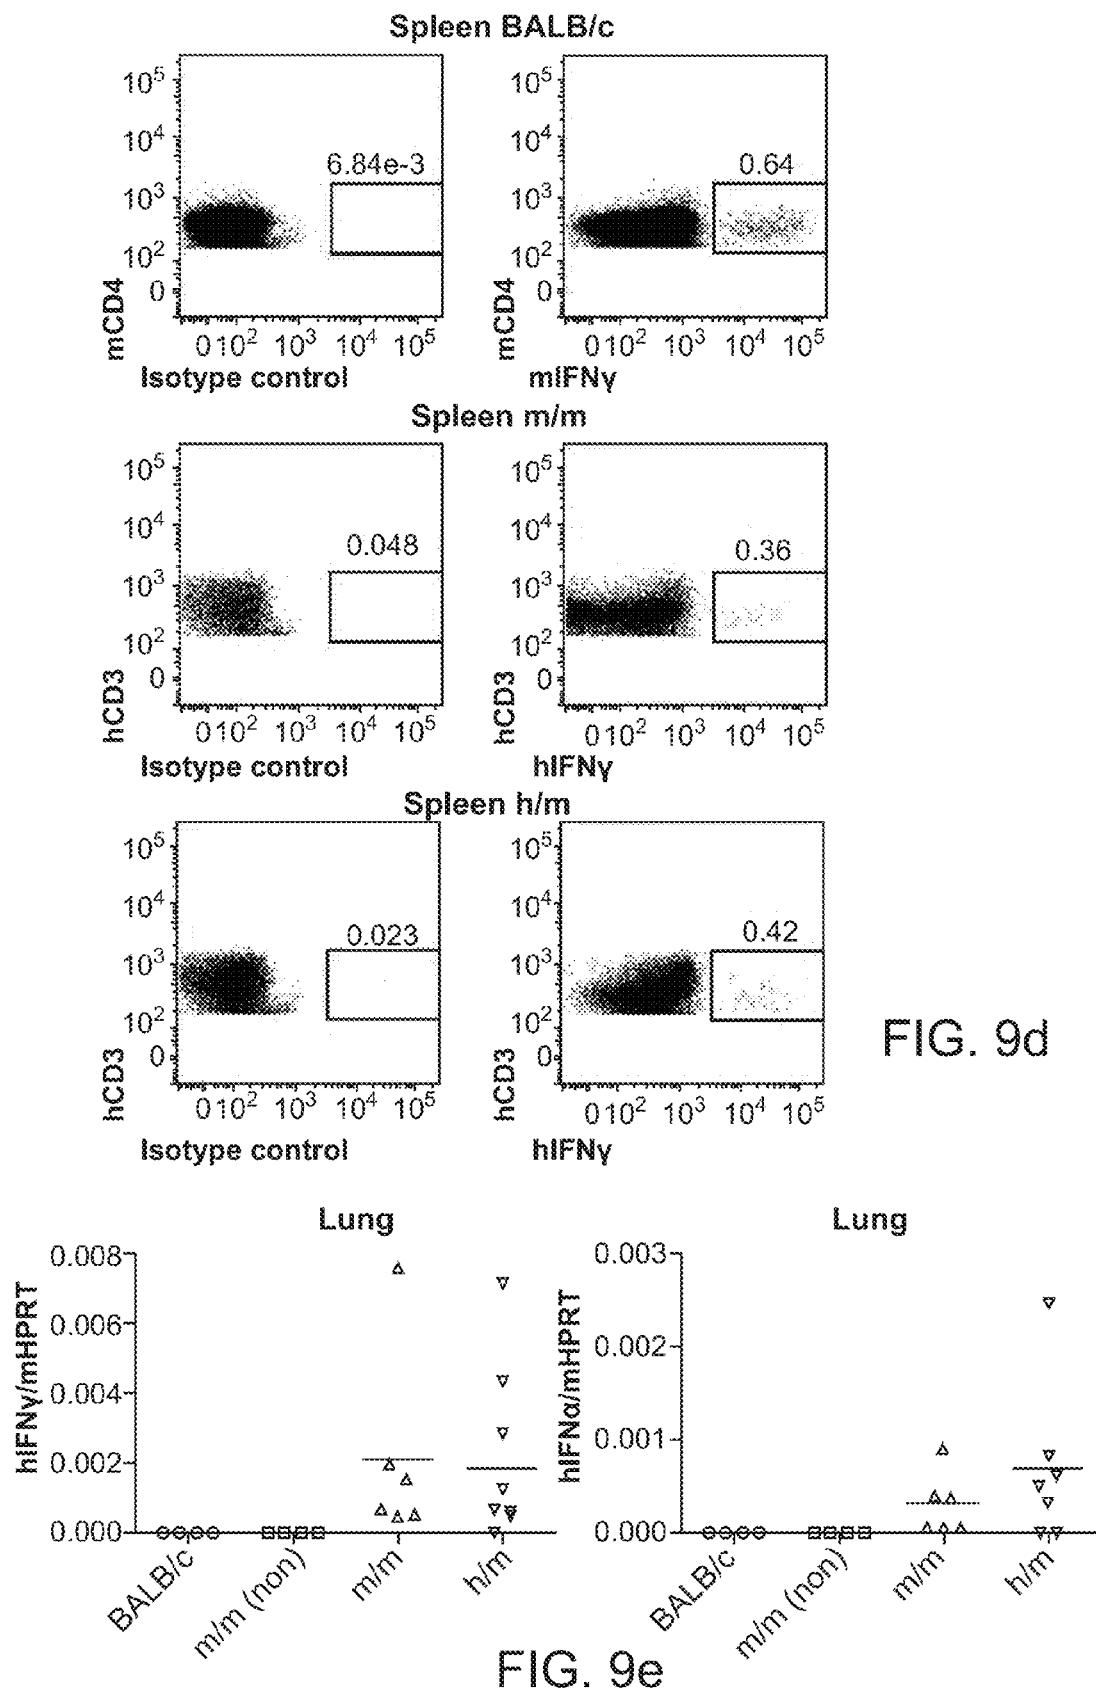 Spleen BALB/c
10⁵ 10⁵
10⁴ 10⁴
6.84e-3 0.64
10³ 10³
10² 10²
0 0
mCD4 mCD4
0 10² 10³ 10⁴ 10⁵ 0 10² 10³ 10⁴ 10⁵
Isotype control mIFNγ
Spleen m/m
10⁵ 10⁵
10⁴ 10⁴
0.048 0.36
10³ 10³
10² 10²
0 0
hCD3 hCD3
0 10² 10³ 10⁴ 10⁵ 0 10² 10³ 10⁴ 10⁵
Isotype control hIFNγ
Spleen h/m
10⁵ 10⁵
10⁴ 10⁴
0.023 0.42
10³ 10³
10² 10²
0 0
hCD3 hCD3
0 10² 10³ 10⁴ 10⁵ 0 10² 10³ 10⁴ 10⁵
Isotype control hIFNγ
FIG. 9d
Lung
hIFNγ/mHPRT
0.008
0.006
0.004
0.002
0.000
BALB/c
m/m (non)
m/m
h/m
Lung
hIFNα/mHPRT
0.003
0.002
0.001
0.000
BALB/c
m/m (non)
m/m
h/m
FIG. 9e